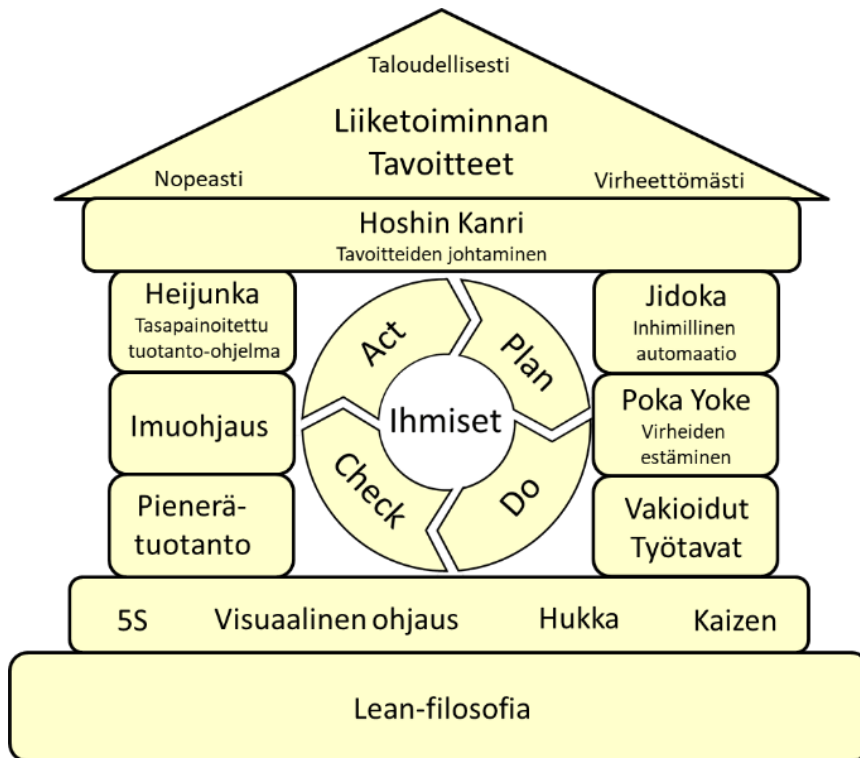 Taloudellisesti
Liiketoiminnan
Tavoitteet
Nopeasti
Virheettömästi
Hoshin Kanri
Tavoitteiden johtaminen
Heijunka
Tasapainoitettu
tuotanto-ohjelma
Imuohjaus
Pienerä-
tuotanto
Act
Plan
Ihmiset
Check
Do
Jidoka
Inhimillinen
automaatio
Poka Yoke
Virheiden
estäminen
Vakioidut
Työtavat
5S Visuaalinen ohjaus Hukka Kaizen
Lean-filosofia